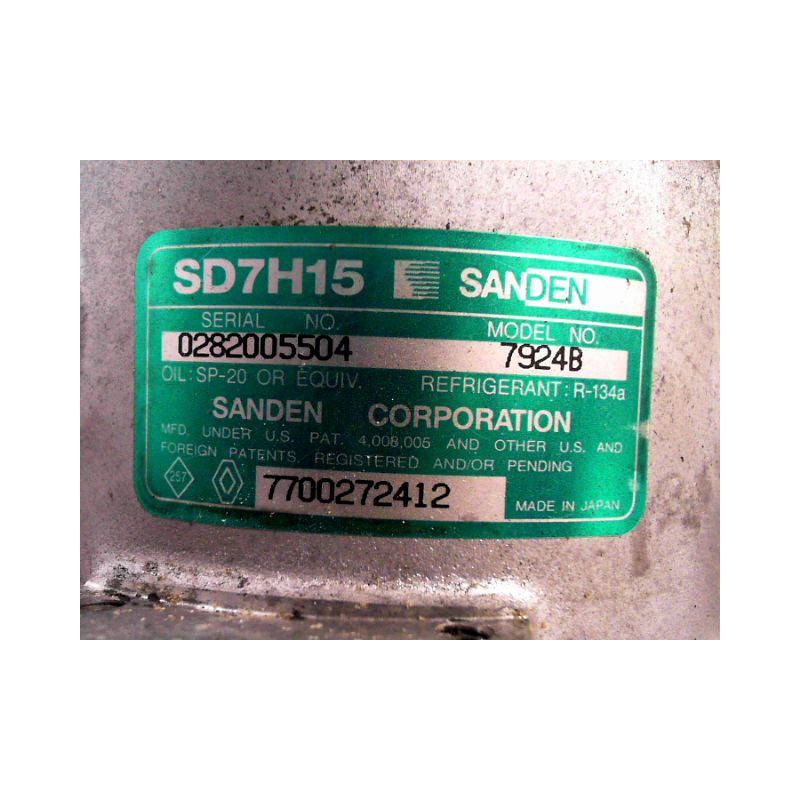 SD7H15 SANDEN
SERIAL NO. MODEL NO.
0282005504 7924B
OIL: SP-20 OR EQUIV. REFRIGERANT: R-134a
SANDEN CORPORATION
MFD. UNDER U.S. PAT. 4,008,005 AND OTHER U.S. AND
FOREIGN PATENTS, REGISTERED AND/OR PENDING
257 7700272412 MADE IN JAPAN